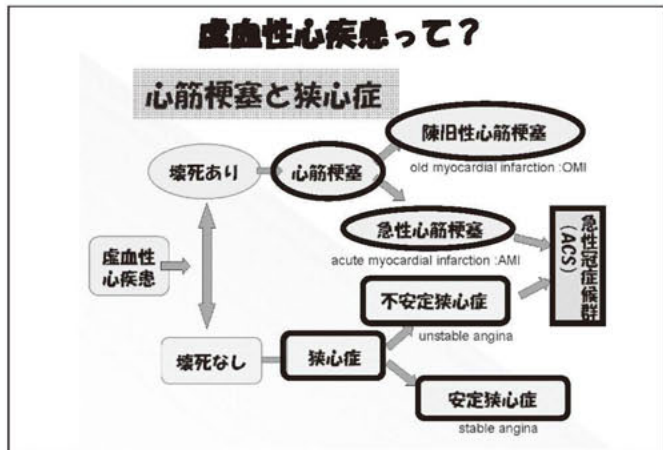 虚血性心疾患って？
心筋梗塞と狭心症
陳旧性心筋梗塞
old myocardial infarction :OMI
壊死あり
心筋梗塞
急性心筋梗塞
acute myocardial infarction :AMI
急性冠症候群
（ACS）
虚血性
心疾患
不安定狭心症
unstable angina
壊死なし
狭心症
安定狭心症
stable angina